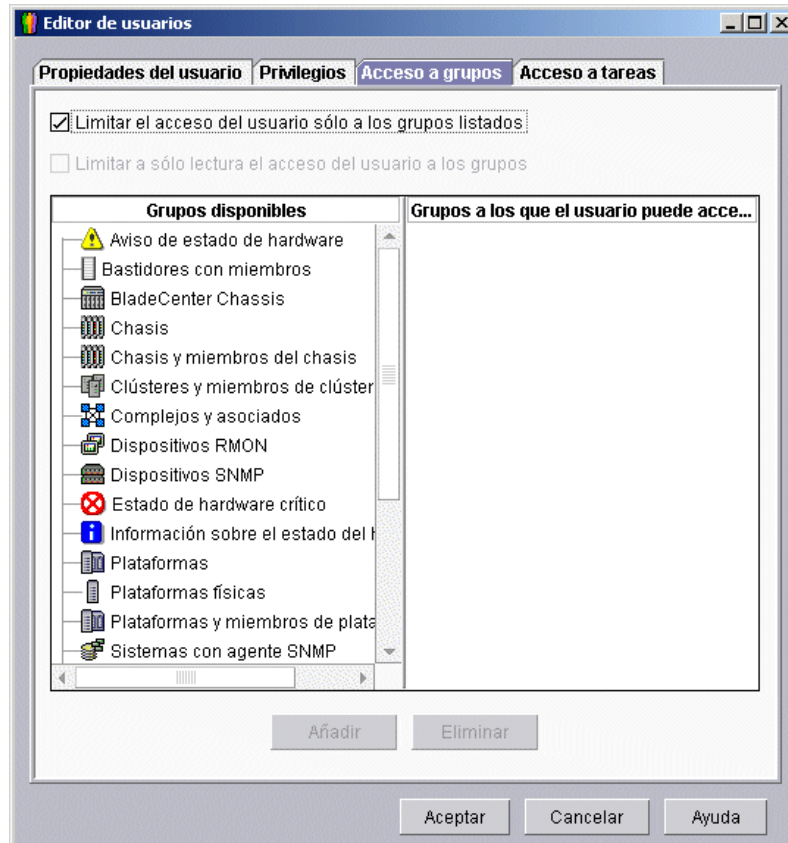 Editor de usuarios
Propiedades del usuario Privilegios Acceso a grupos Acceso a tareas
Limitar el acceso del usuario sólo a los grupos listados
Limitar a sólo lectura el acceso del usuario a los grupos
Grupos disponibles Grupos a los que el usuario puede acce...
Aviso de estado de hardware
Bastidores con miembros
BladeCenter Chassis
Chasis
Chasis y miembros del chasis
Clústeres y miembros de clúster
Complejos y asociados
Dispositivos RMON
Dispositivos SNMP
Estado de hardware crítico
Información sobre el estado del
Plataformas
Plataformas físicas
Plataformas y miembros de plata
Sistemas con agente SNMP
Añadir Eliminar
Aceptar Cancelar Ayuda